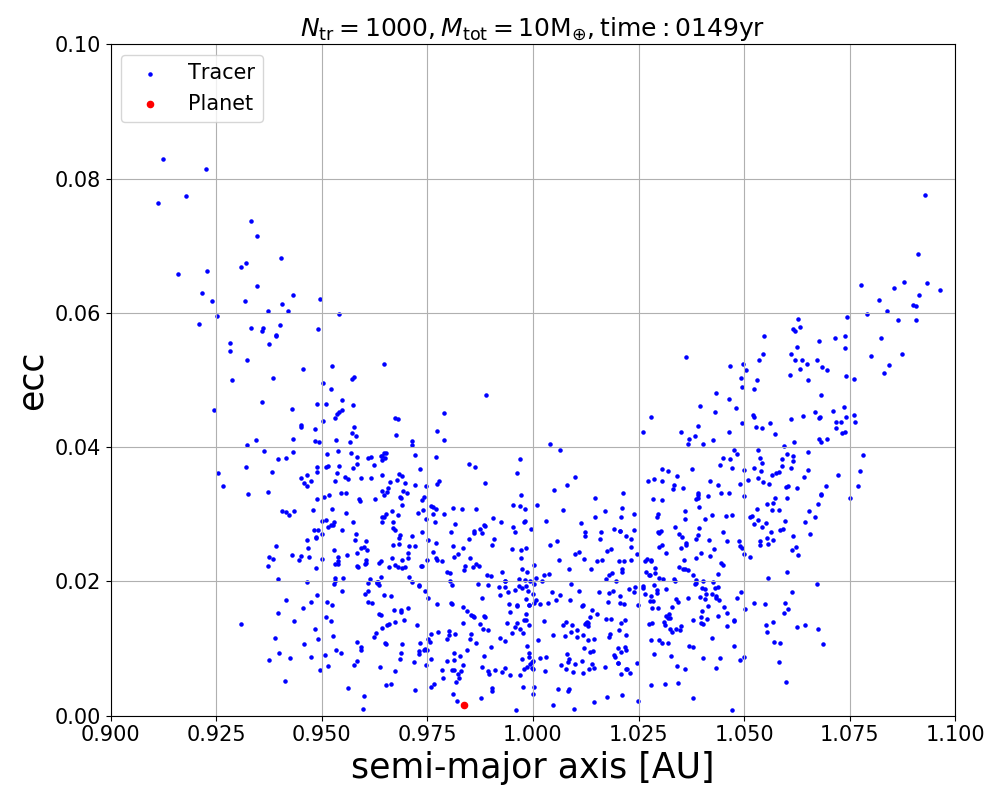 N_tr = 1000, M_tot = 10M_⊕, time : 0149yr
Tracer
Planet
ecc
0.10
0.08
0.06
0.04
0.02
0.00
0.900 0.925 0.950 0.975 1.000 1.025 1.050 1.075 1.100
semi-major axis [AU]